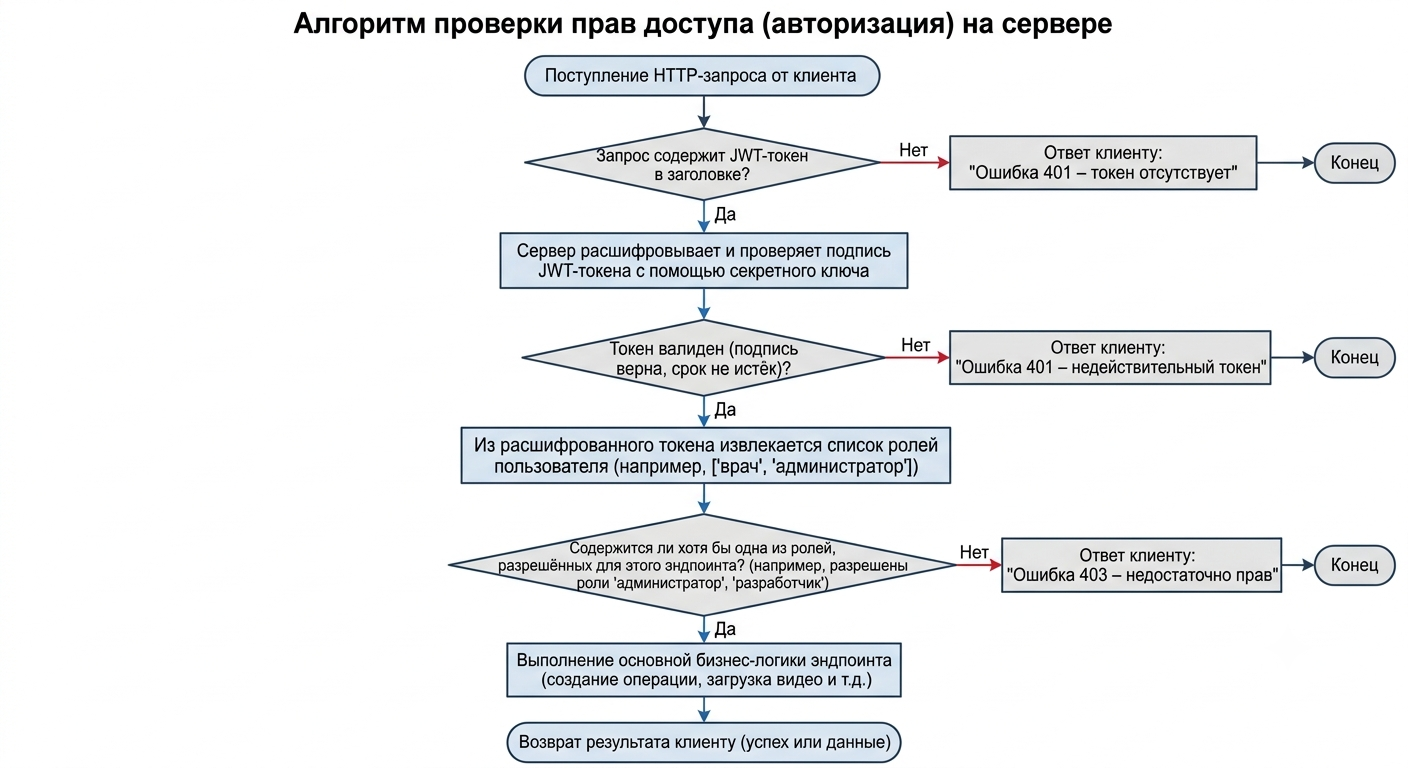 Алгоритм проверки прав доступа (авторизация) на сервере
Поступление HTTP-запроса от клиента
Запрос содержит JWT-токен
в заголовке?
Нет
Ответ клиенту:
"Ошибка 401 – токен отсутствует"
Конец
Да
Сервер расшифровывает и проверяет подпись
JWT-токена с помощью секретного ключа
Токен валиден (подпись
верна, срок не истёк)?
Нет
Ответ клиенту:
"Ошибка 401 – недействительный токен"
Конец
Да
Из расшифрованного токена извлекается список ролей
пользователя (например, ['врач', 'администратор'])
Содержится ли хотя бы одна из ролей,
разрешённых для этого эндпоинта? (например, разрешены
роли 'администратор', 'разработчик')
Нет
Ответ клиенту:
"Ошибка 403 – недостаточно прав"
Конец
Да
Выполнение основной бизнес-логики эндпоинта
(создание операции, загрузка видео и т.д.)
Возврат результата клиенту (успех или данные)